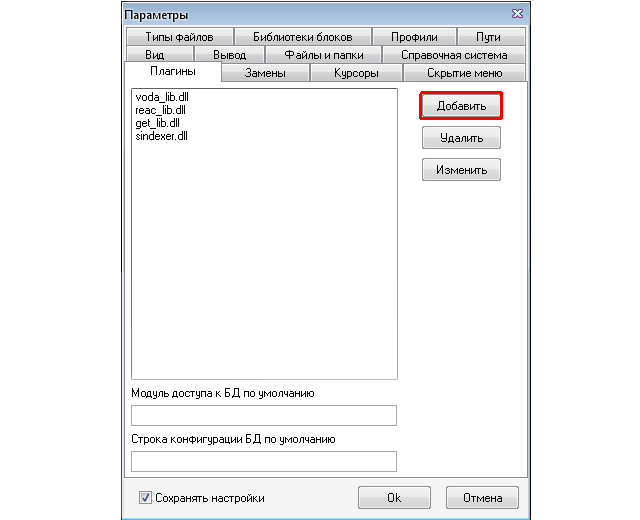 Параметры
Типы файлов Библиотеки блоков Профили Пути
Вид Вывод Файлы и папки Справочная система
Плагины Замены Курсоры Скрытие меню
voda_lib.dll
reac_lib.dll
get_lib.dll
sindexer.dll
Добавить
Удалить
Изменить
Модуль доступа к БД по умолчанию
Строка конфигурации БД по умолчанию
Сохранять настройки
Ok
Отмена